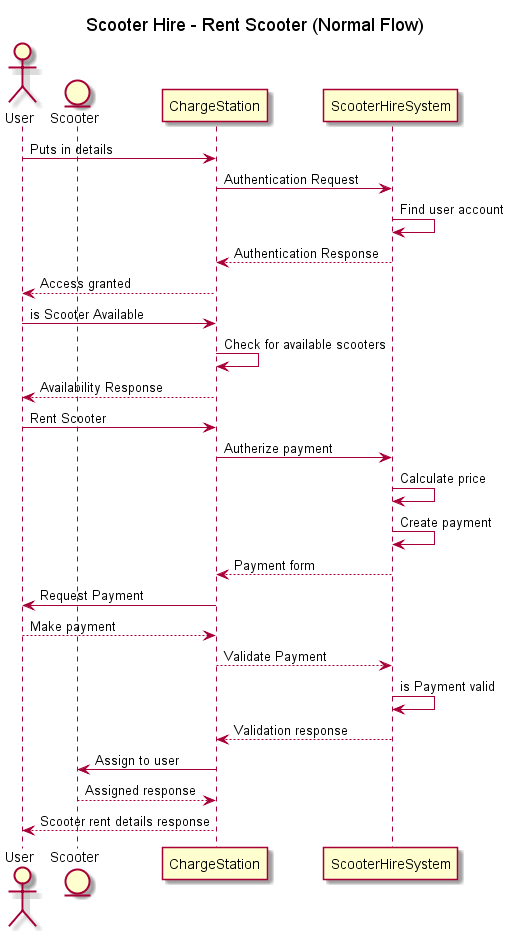 Scooter Hire - Rent Scooter (Normal Flow)
User
Scooter
ChargeStation
ScooterHireSystem
Puts in details
Authentication Request
Find user account
Authentication Response
Access granted
is Scooter Available
Check for available scooters
Availability Response
Rent Scooter
Autherize payment
Calculate price
Create payment
Payment form
Request Payment
Make payment
Validate Payment
is Payment valid
Validation response
Assign to user
Assigned response
Scooter rent details response
User
Scooter
ChargeStation
ScooterHireSystem